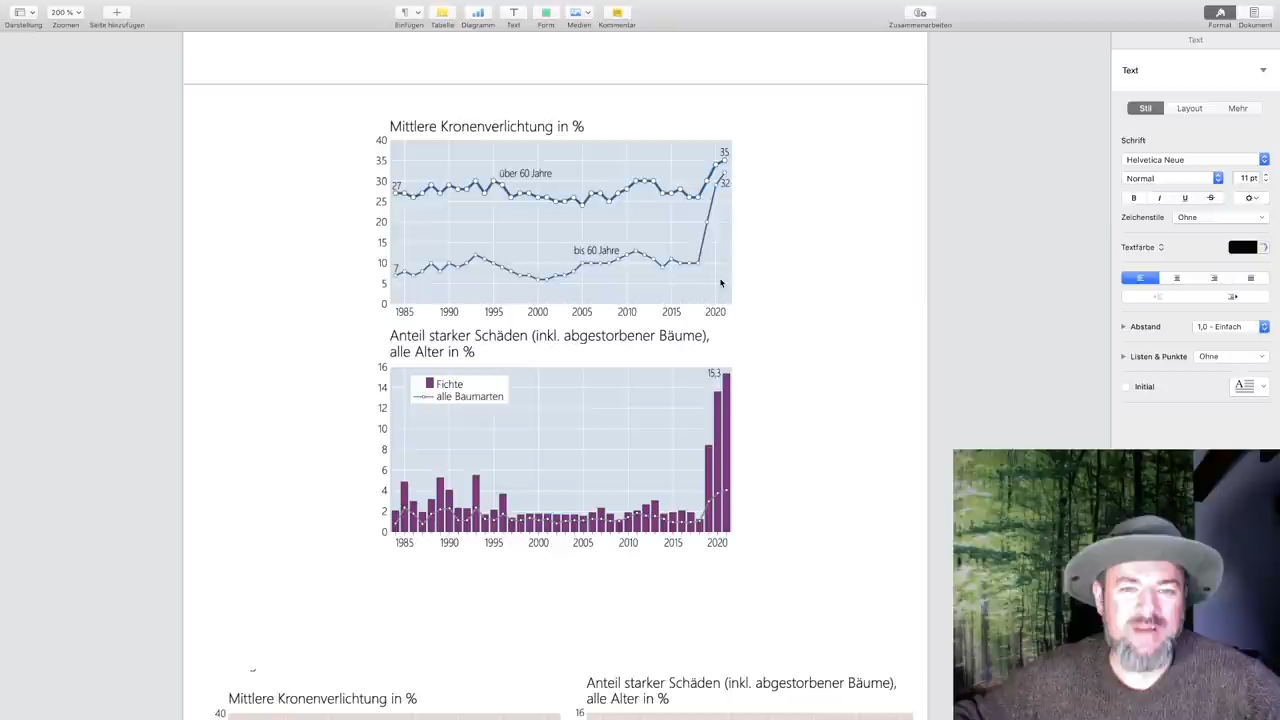 Darstellung
200 %
Zoomen
Seite hinzufügen
Einfügen
Tabelle
Diagramm
Text
Form
Medien
Kommentar
Zusammenarbeiten
Format
Dokument
Text
Text
Stil
Layout
Mehr
Schrift
Helvetica Neue
Normal
11 pt
B I U S
Zeichenstile
Ohne
Textfarbe
Abstand
1,0 - Einfach
Listen & Punkte
Ohne
Initial
A
Mittlere Kronenverlichtung in %
40
35
30
25
20
15
10
5
0
27
über 60 Jahre
35
32
bis 60 Jahre
7
1985 1990 1995 2000 2005 2010 2015 2020
Anteil starker Schäden (inkl. abgestorbener Bäume),
alle Alter in %
16
14
12
10
8
6
4
2
0
Fichte
alle Baumarten
15,3
1985 1990 1995 2000 2005 2010 2015 2020
Mittlere Kronenverlichtung in %
40
Anteil starker Schäden (inkl. abgestorbener Bäume),
alle Alter in %
16